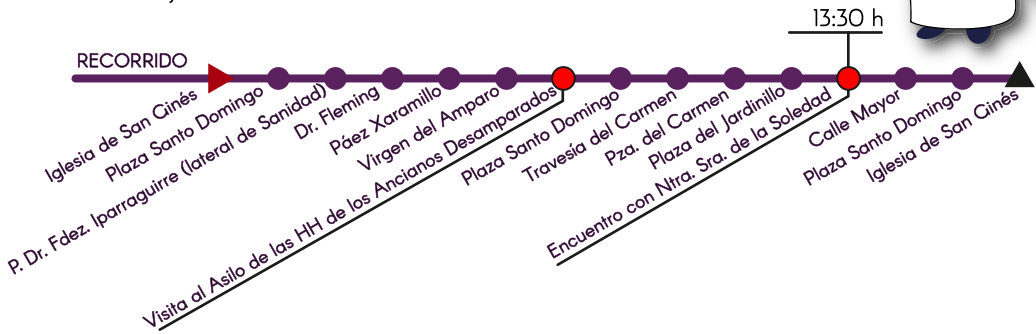 13:30 h
RECORRIDO
Iglesia de San Ginés
Plaza Santo Domingo
P. Dr. Fdez. Iparraguirre (lateral de Sanidad)
Dr. Fleming
Páez Xaramillo
Virgen del Amparo
Visita al Asilo de las HH de los Ancianos Desamparados
Plaza Santo Domingo
Travesía del Carmen
Pza. del Carmen
Plaza del Jardinillo
Encuentro con Ntra. Sra. de la Soledad
Calle Mayor
Plaza Santo Domingo
Iglesia de San Ginés